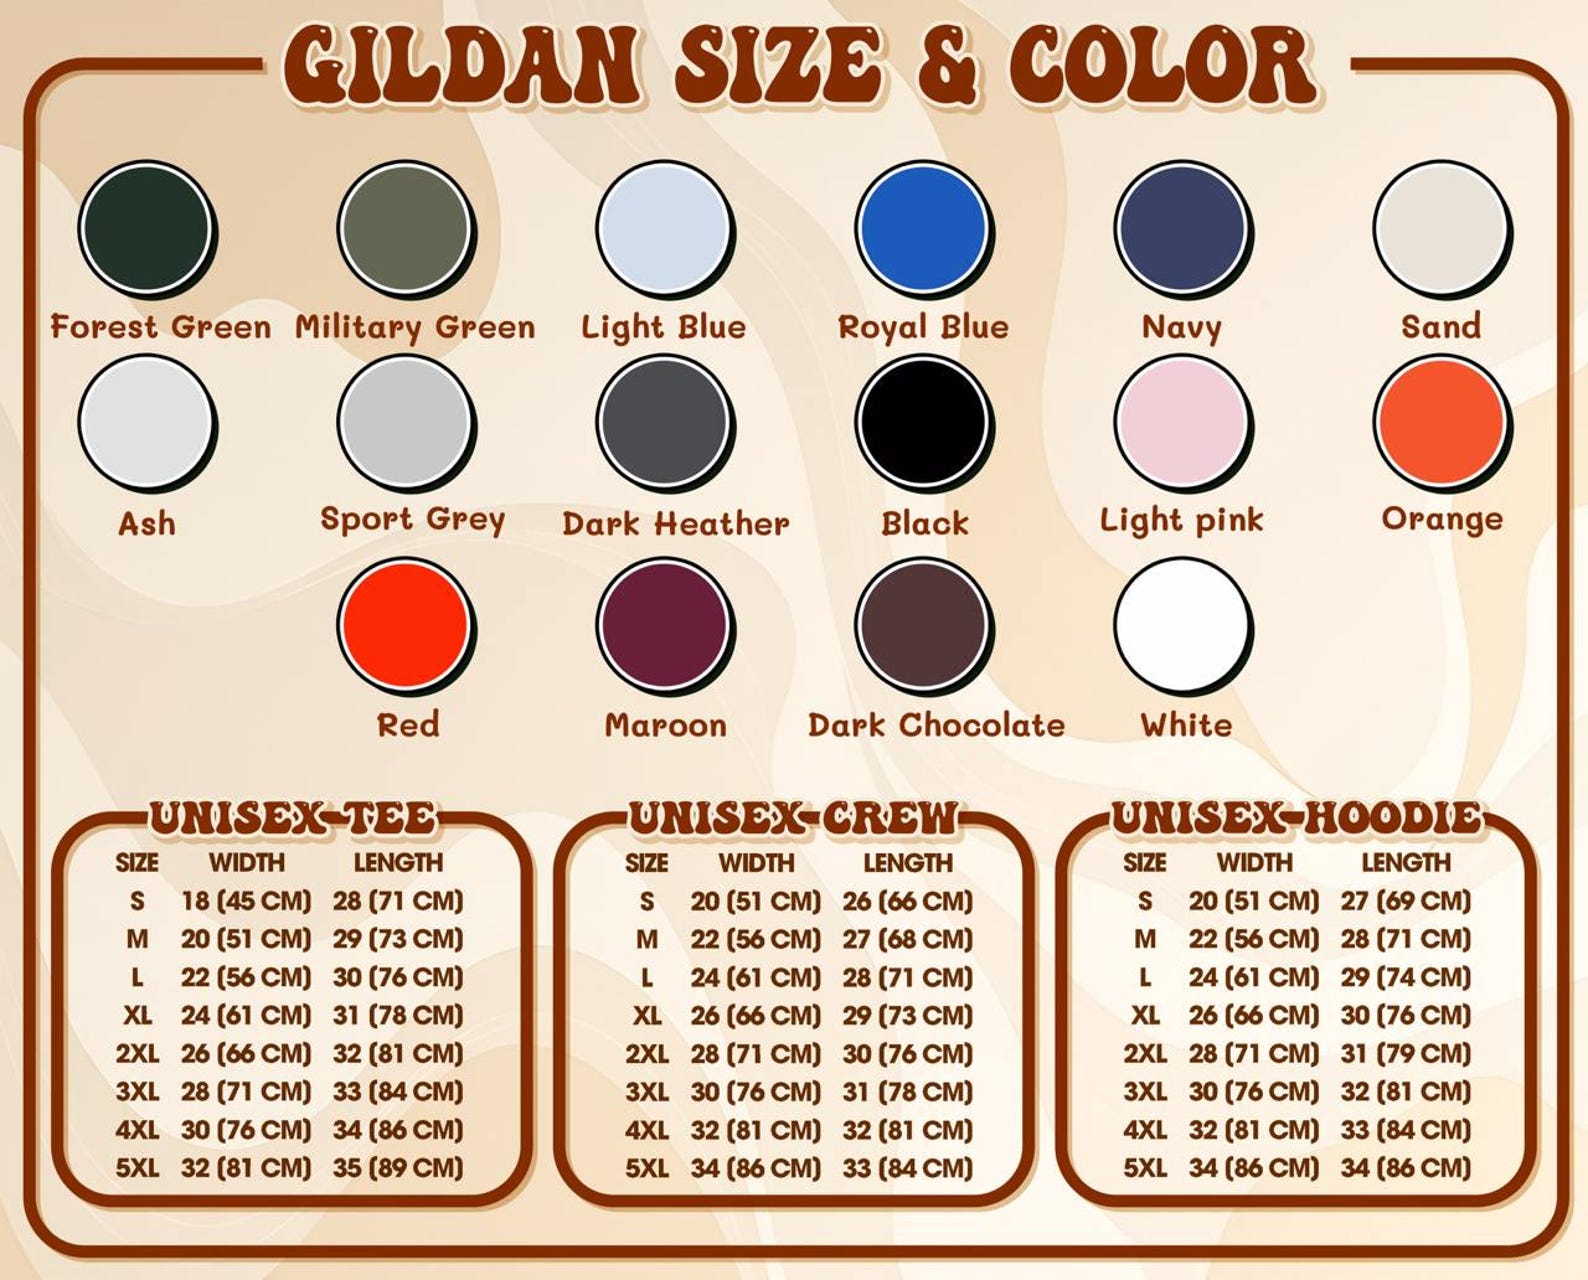 GILDAN SIZE & COLOR
Forest Green Military Green Light Blue Royal Blue Navy Sand
Ash Sport Grey Dark Heather Black Light pink Orange
Red Maroon Dark Chocolate White
UNISEX TEE
SIZE WIDTH LENGTH
S 18 (45 CM) 28 (71 CM)
M 20 (51 CM) 29 (73 CM)
L 22 (56 CM) 30 (76 CM)
XL 24 (61 CM) 31 (78 CM)
2XL 26 (66 CM) 32 (81 CM)
3XL 28 (71 CM) 33 (84 CM)
4XL 30 (76 CM) 34 (86 CM)
5XL 32 (81 CM) 35 (89 CM)
UNISEX CREW
SIZE WIDTH LENGTH
S 20 (51 CM) 26 (66 CM)
M 22 (56 CM) 27 (68 CM)
L 24 (61 CM) 28 (71 CM)
XL 26 (66 CM) 29 (73 CM)
2XL 28 (71 CM) 30 (76 CM)
3XL 30 (76 CM) 31 (78 CM)
4XL 32 (81 CM) 32 (81 CM)
5XL 34 (86 CM) 33 (84 CM)
UNISEX HOODIE
SIZE WIDTH LENGTH
S 20 (51 CM) 27 (69 CM)
M 22 (56 CM) 28 (71 CM)
L 24 (61 CM) 29 (74 CM)
XL 26 (66 CM) 30 (76 CM)
2XL 28 (71 CM) 31 (79 CM)
3XL 30 (76 CM) 32 (81 CM)
4XL 32 (81 CM) 33 (84 CM)
5XL 34 (86 CM) 34 (86 CM)